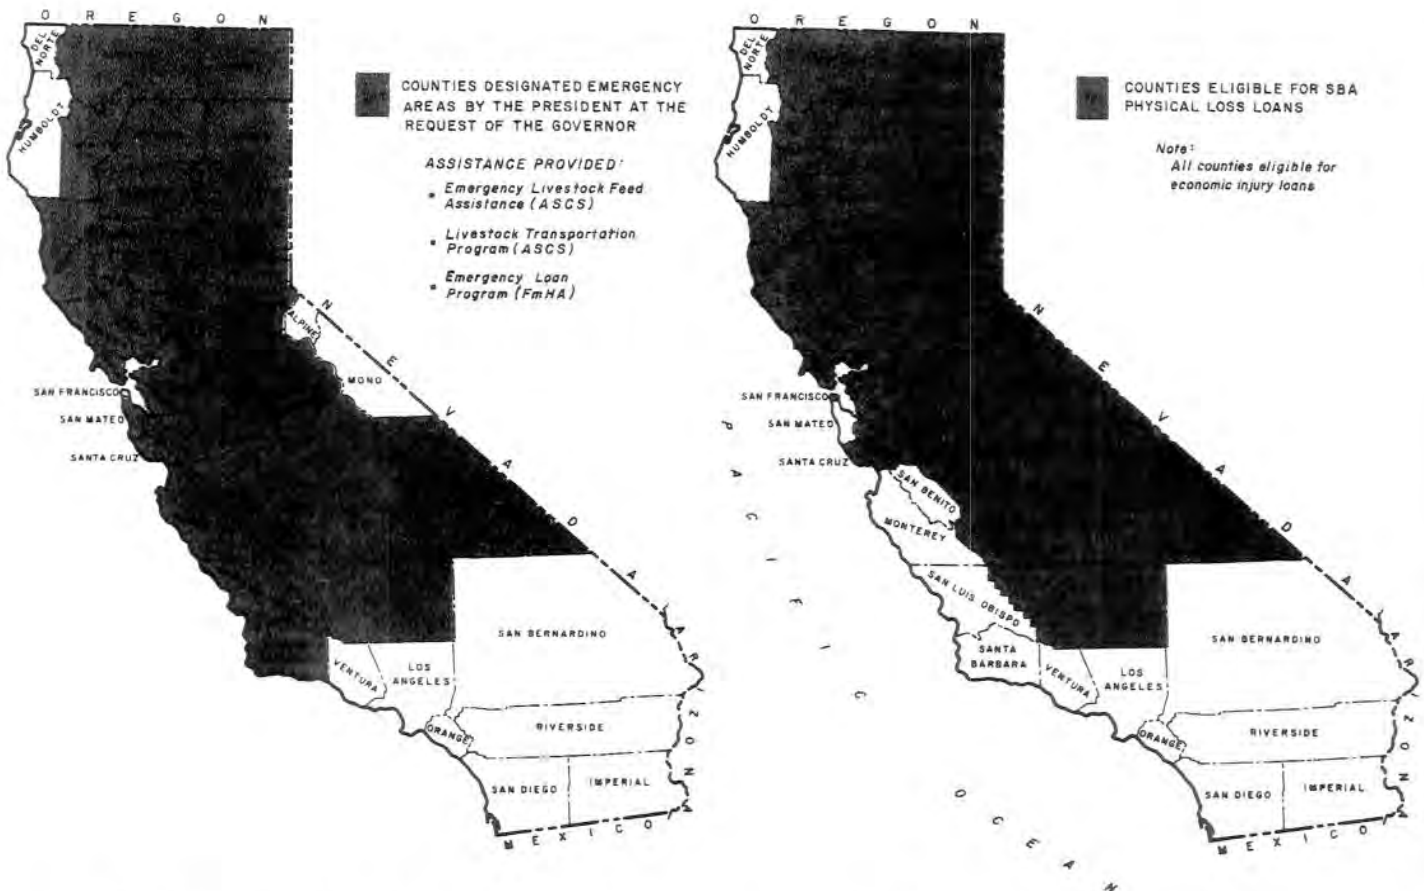 O R E G O N
DEL
NORTE
HUMBOLDT
COUNTIES DESIGNATED EMERGENCY
AREAS BY THE PRESIDENT AT THE
REQUEST OF THE GOVERNOR
ASSISTANCE PROVIDED:
• Emergency Livestock Feed
Assistance (ASCS)
• Livestock Transportation
Program (ASCS)
• Emergency Loan
Program (FmHA)
ALPINE
MONO
N E V A D A
SAN FRANCISCO
SAN MATEO
SANTA CRUZ
SAN BERNARDINO
VENTURA
LOS
ANGELES
ORANGE
RIVERSIDE
SAN DIEGO
IMPERIAL
A R I Z O N A
M E X I C O
O R E G O N
DEL
NORTE
HUMBOLDT
COUNTIES ELIGIBLE FOR SBA
PHYSICAL LOSS LOANS
Note:
All counties eligible for
economic injury loans
N E V A D A
SAN FRANCISCO
SAN MATEO
SANTA CRUZ
SAN BENITO
MONTEREY
SAN LUIS OBISPO
SANTA
BARBARA
VENTURA
LOS
ANGELES
SAN BERNARDINO
ORANGE
RIVERSIDE
SAN DIEGO
IMPERIAL
A R I Z O N A
M E X I C O
P A C I F I C
O C E A N